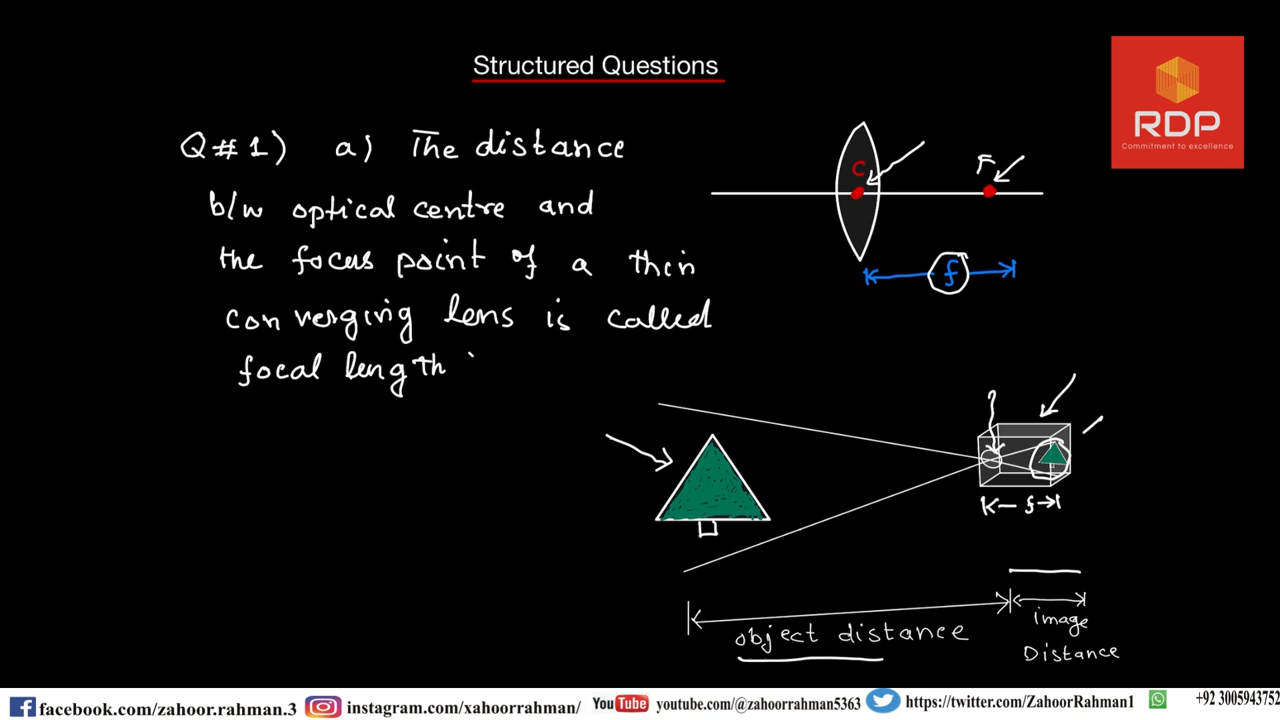 Structured Questions
RDP
Commitment to excellence
Q#1) a) The distance
b/w optical centre and
the focus point of a thin
converging lens is called
focal length
C
F
f
f
object distance
image
Distance
facebook.com/zahoor.rahman.3
instagram.com/xahoorrahman/
You Tube youtube.com/@zahoorrahman5363
https://twitter.com/ZahoorRahman1
+92 3005943752